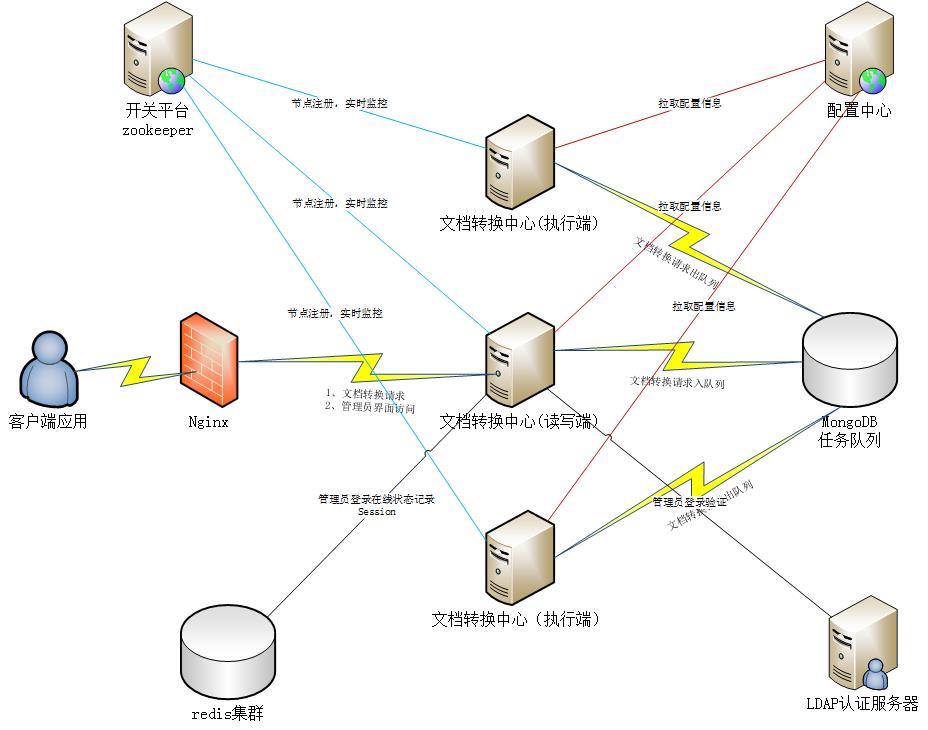 开关平台
zookeeper
配置中心
节点注册，实时监控
拉取配置信息
文档转换中心(执行端)
节点注册，实时监控
拉取配置信息
文档转换请求出队列
节点注册，实时监控
拉取配置信息
客户端应用
Nginx
1、文档转换请求
2、管理员界面访问
文档转换中心(读写端)
文档转换请求入队列
MongoDB
任务队列
管理员登录在线状态记录
Session
管理员登录验证
文档转换
出队列
文档转换中心（执行端）
redis集群
LDAP认证服务器